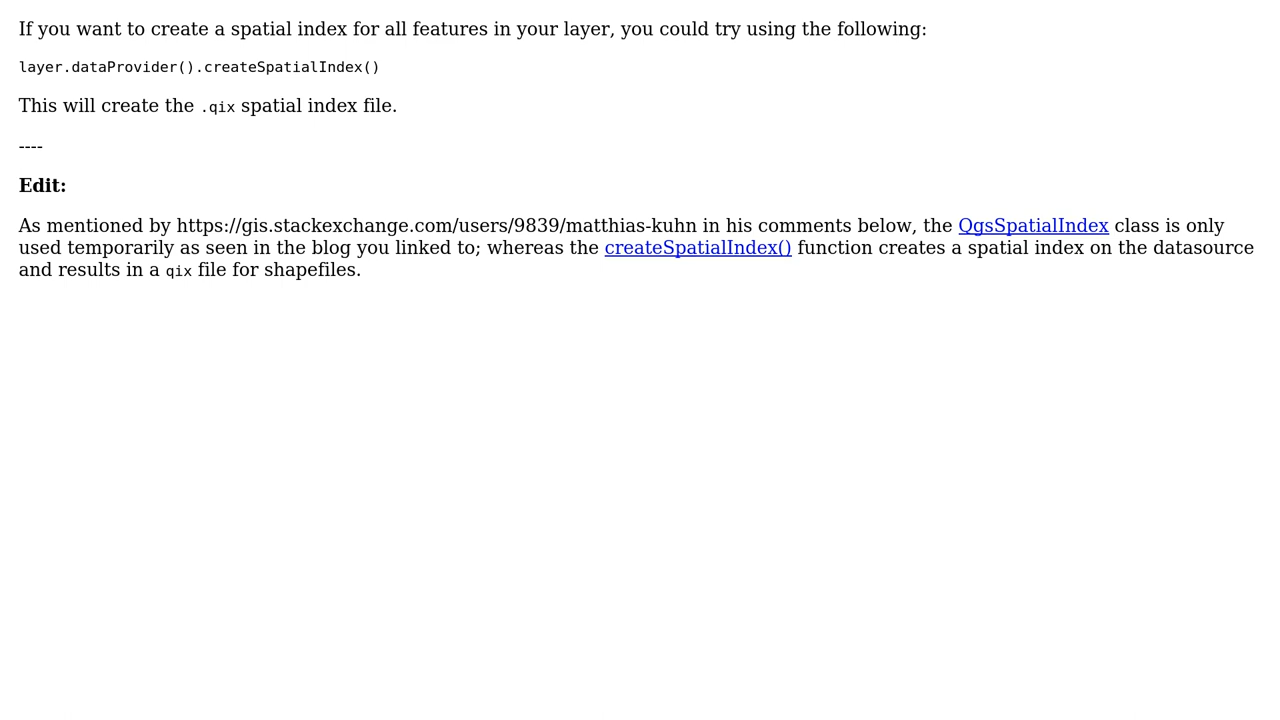 If you want to create a spatial index for all features in your layer, you could try using the following:
layer.dataProvider().createSpatialIndex()
This will create the .qix spatial index file.
----
Edit:
As mentioned by https://gis.stackexchange.com/users/9839/matthias-kuhn in his comments below, the QgsSpatialIndex class is only
used temporarily as seen in the blog you linked to; whereas the createSpatialIndex() function creates a spatial index on the datasource
and results in a qix file for shapefiles.